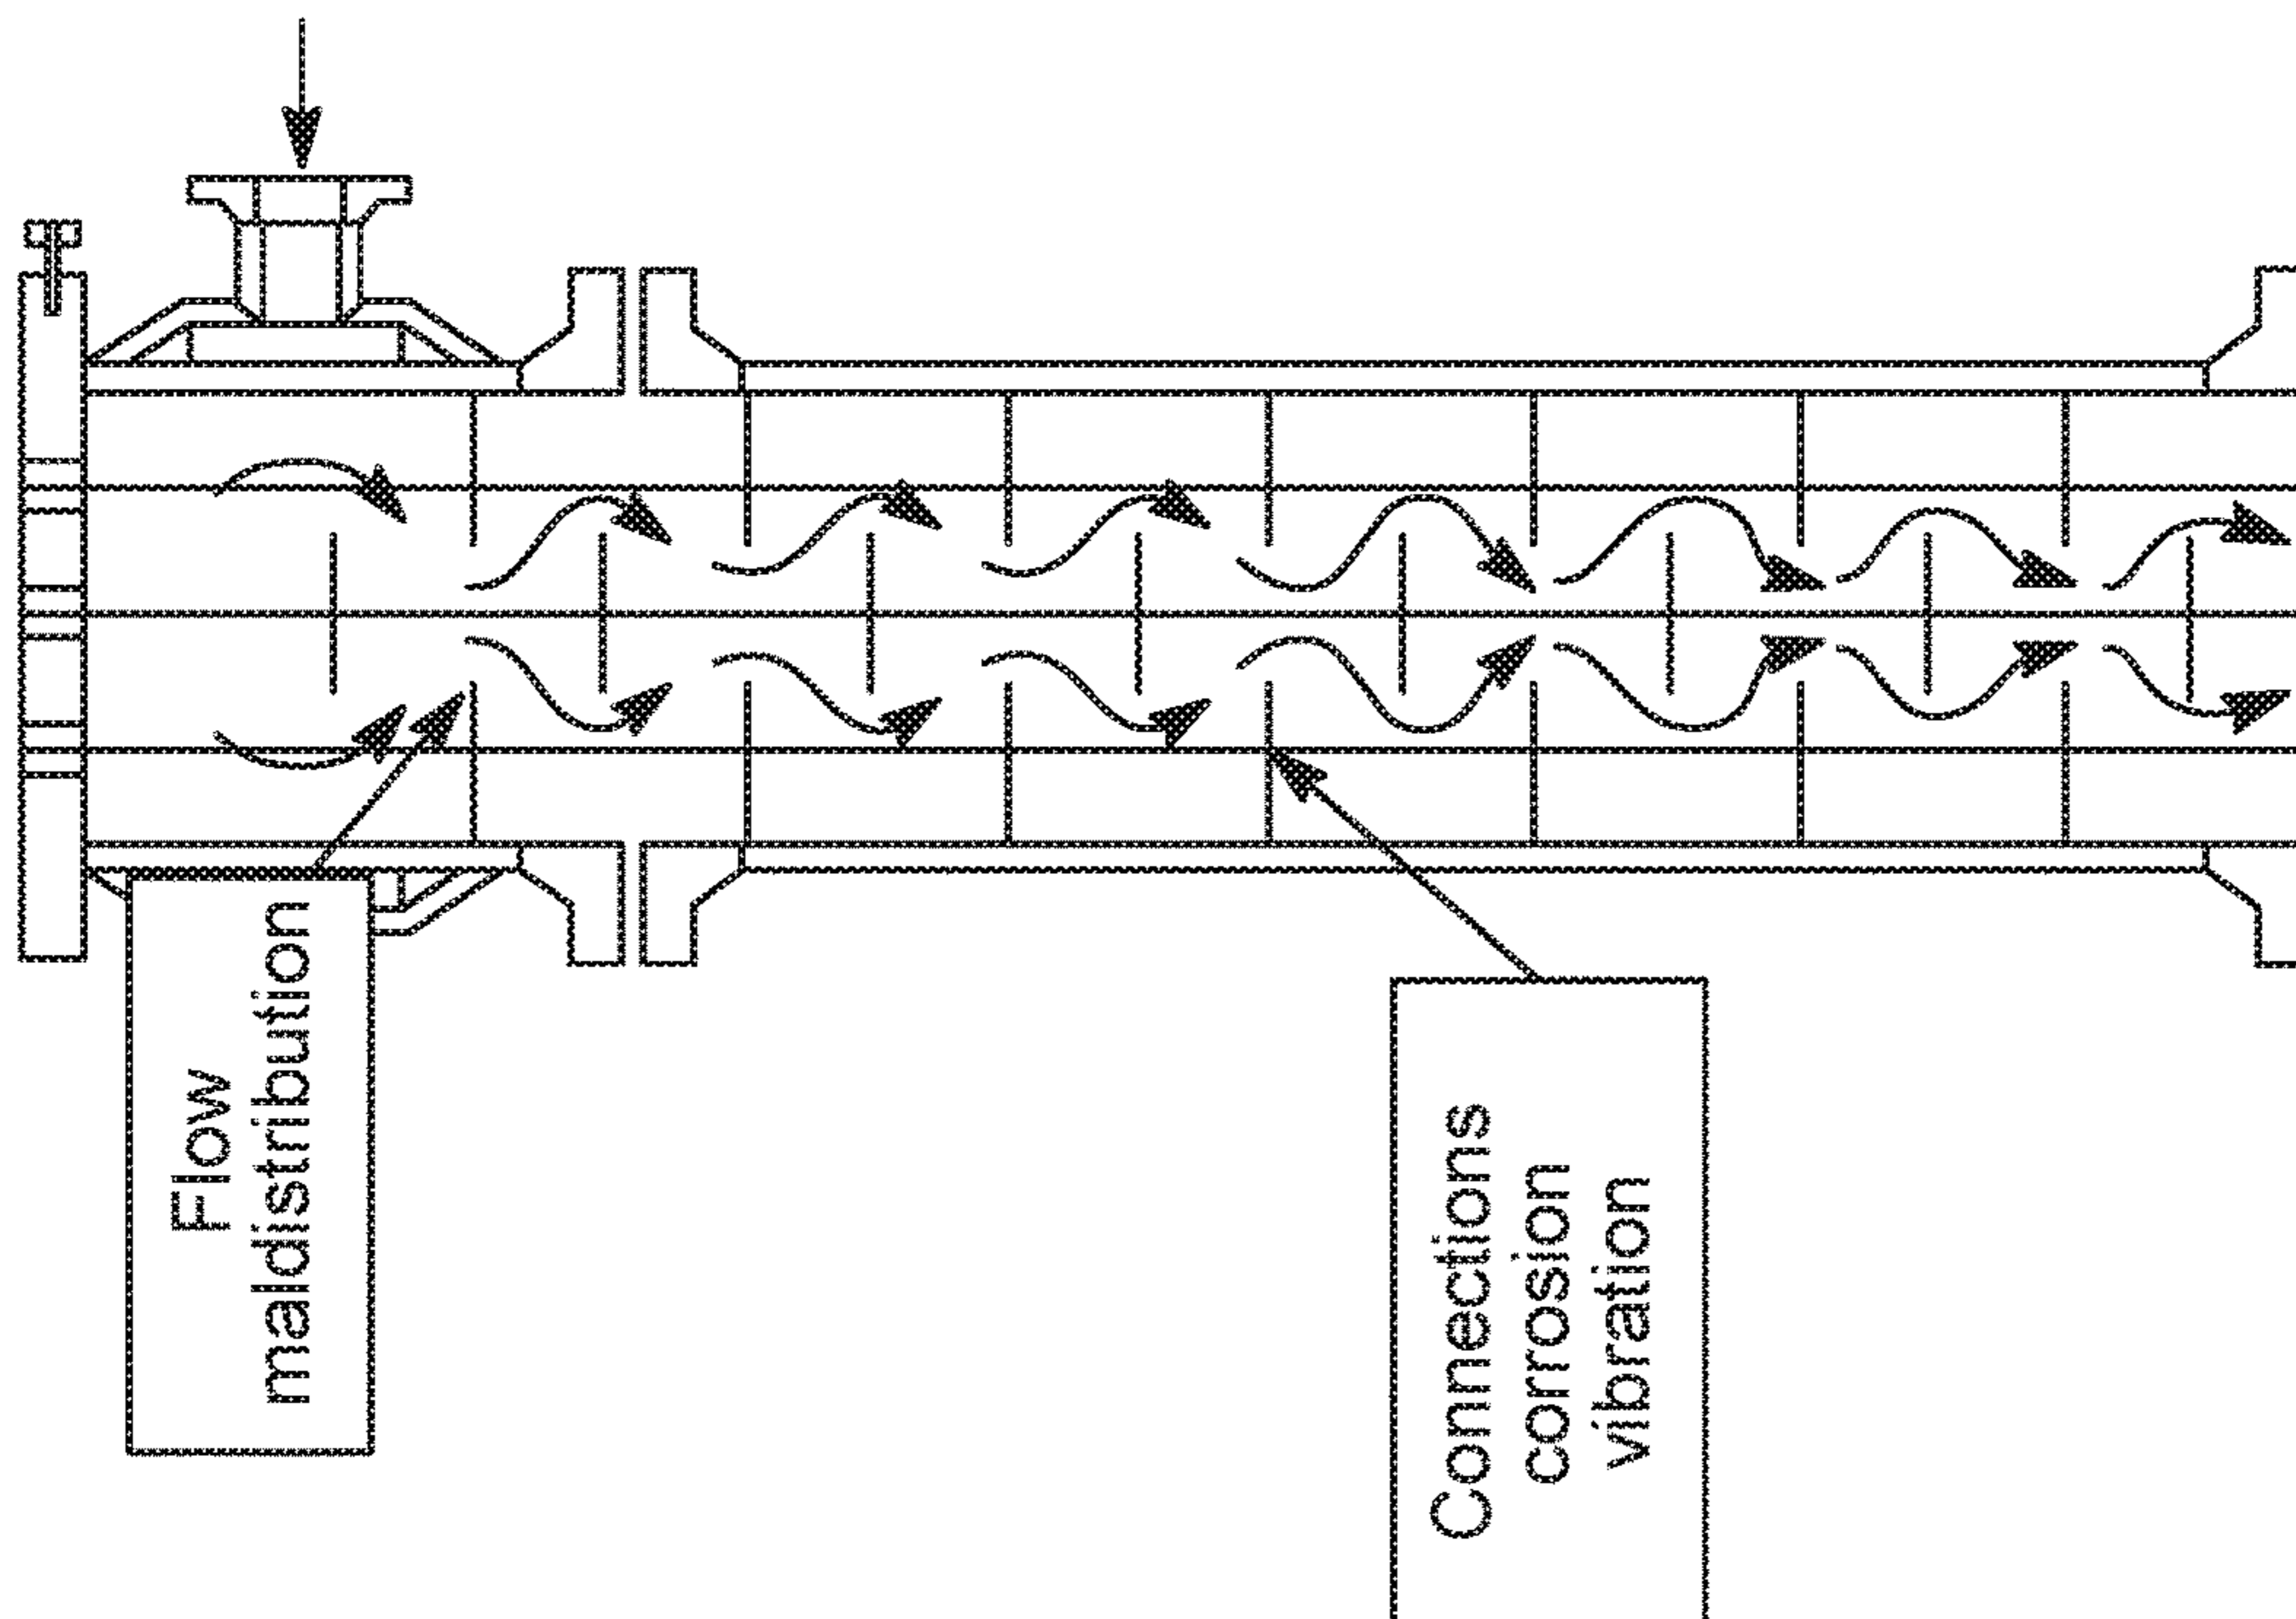 Flow
maldistribution
Connections
corrosion
vibration